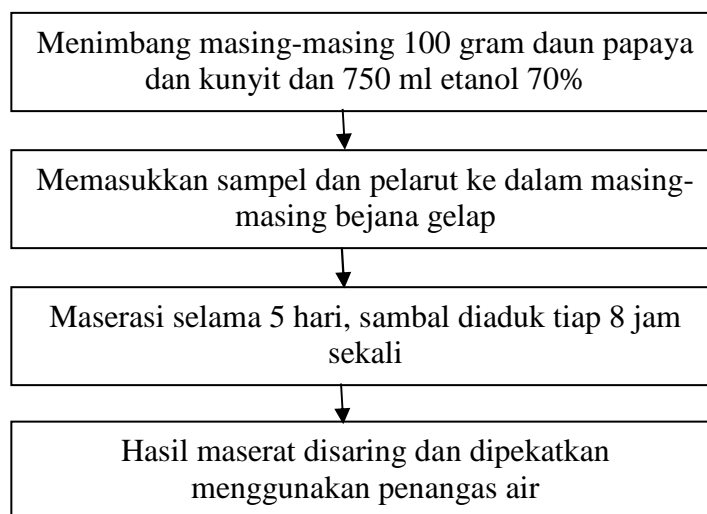 Menimbang masing-masing 100 gram daun papaya
dan kunyit dan 750 ml etanol 70%
Memasukkan sampel dan pelarut ke dalam masing-
masing bejana gelap
Maserasi selama 5 hari, sambal diaduk tiap 8 jam
sekali
Hasil maserat disaring dan dipekatkan
menggunakan penangas air